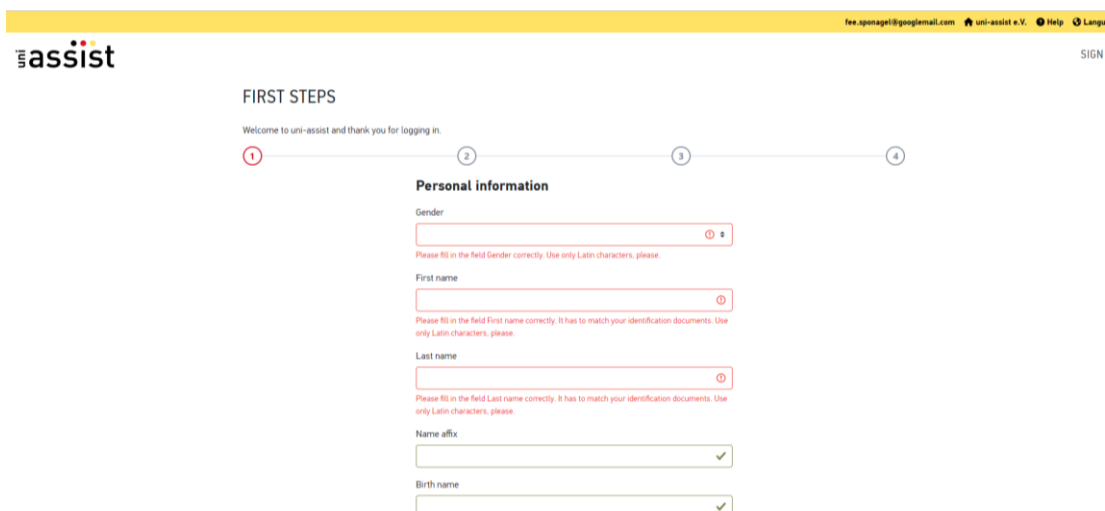 fee.sponagel@googlemail.com uni-assist e.V. Help Langu
uni assist
SIGN
FIRST STEPS
Welcome to uni-assist and thank you for logging in.
1 2 3 4
Personal information
Gender
Please fill in the field Gender correctly. Use only Latin characters, please.
First name
Please fill in the field First name correctly. It has to match your identification documents. Use
only Latin characters, please.
Last name
Please fill in the field Last name correctly. It has to match your identification documents. Use
only Latin characters, please.
Name affix
Birth name